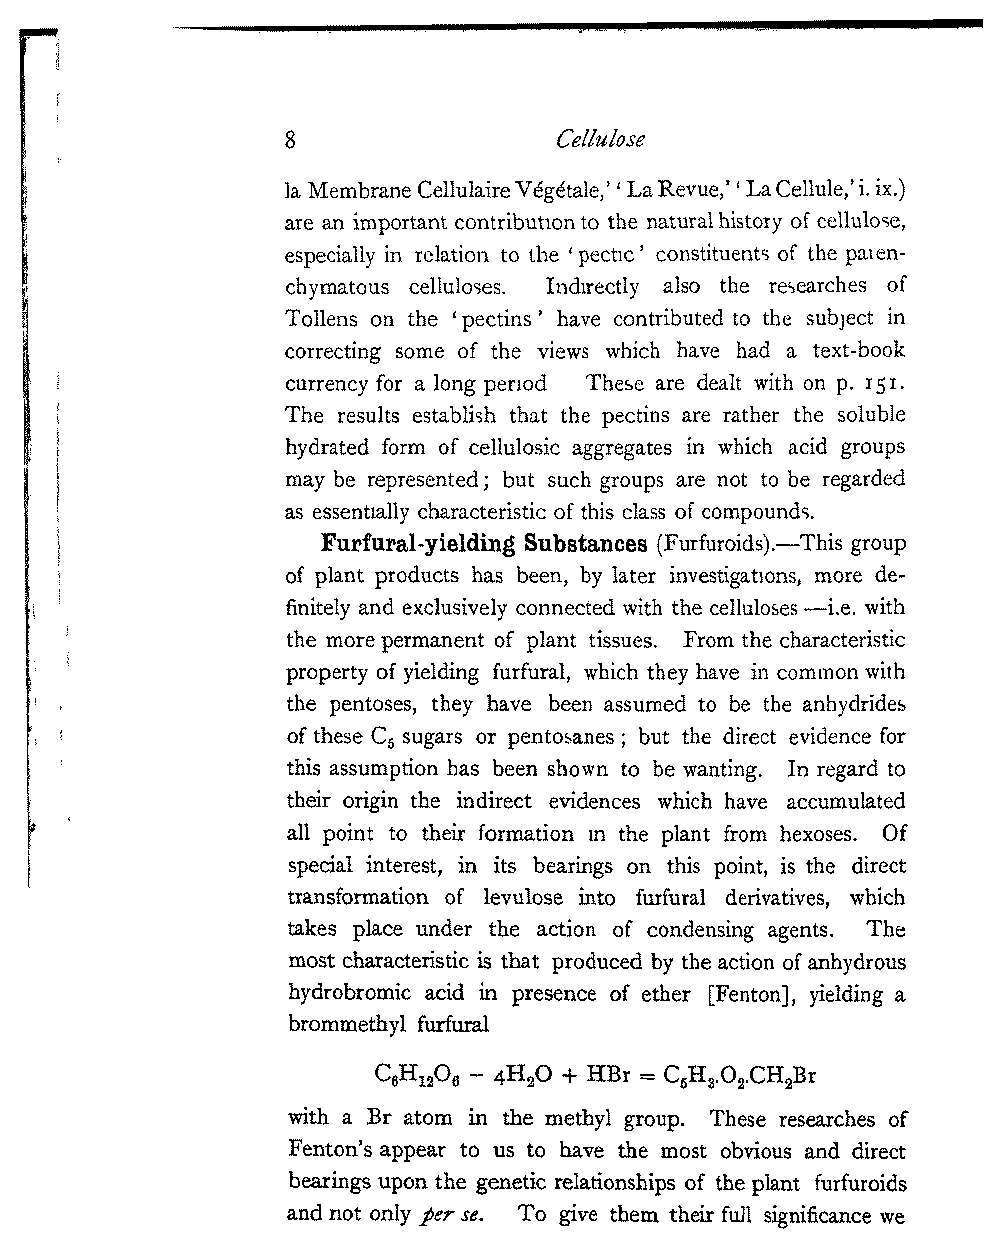 8 Cellulose
la Membrane Cellulaire Végétale,' 'La Revue,' 'La Cellule,' i. ix.)
are an important contribution to the natural history of cellulose,
especially in relation to the 'pectic' constituents of the paren-
chymatous celluloses. Indirectly also the researches of
Tollens on the 'pectins' have contributed to the subject in
correcting some of the views which have had a text-book
currency for a long period These are dealt with on p. 151.
The results establish that the pectins are rather the soluble
hydrated form of cellulosic aggregates in which acid groups
may be represented; but such groups are not to be regarded
as essentially characteristic of this class of compounds.
Furfural-yielding Substances (Furfuroids).—This group
of plant products has been, by later investigations, more de-
finitely and exclusively connected with the celluloses—i.e. with
the more permanent of plant tissues. From the characteristic
property of yielding furfural, which they have in common with
the pentoses, they have been assumed to be the anhydrides
of these C₅ sugars or pentosanes; but the direct evidence for
this assumption has been shown to be wanting. In regard to
their origin the indirect evidences which have accumulated
all point to their formation in the plant from hexoses. Of
special interest, in its bearings on this point, is the direct
transformation of levulose into furfural derivatives, which
takes place under the action of condensing agents. The
most characteristic is that produced by the action of anhydrous
hydrobromic acid in presence of ether [Fenton], yielding a
brommethyl furfural
C₆H₁₂O₆ − 4H₂O + HBr = C₅H₃.O₂.CH₂Br
with a Br atom in the methyl group. These researches of
Fenton's appear to us to have the most obvious and direct
bearings upon the genetic relationships of the plant furfuroids
and not only per se. To give them their full significance we